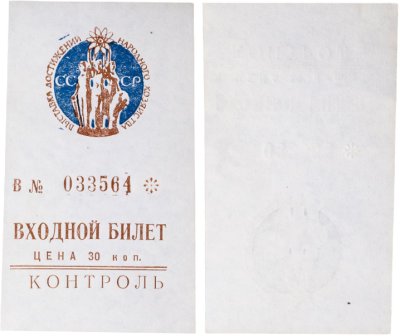 ВЫСТАВКА ДОСТИЖЕНИЙ НАРОДНОГО ХОЗЯЙСТВА
СССР
В № 033564
ВХОДНОЙ БИЛЕТ
ЦЕНА 30 коп.
КОНТРОЛЬ